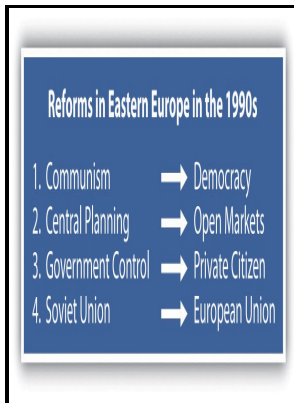 Reforms in Eastern Europe in the 1990s
1. Communism → Democracy
2. Central Planning → Open Markets
3. Government Control → Private Citizen
4. Soviet Union → European Union